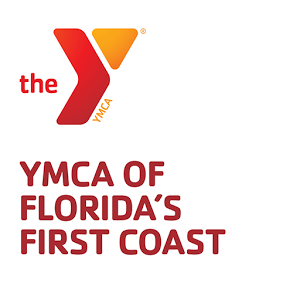 the
YMCA
®
YMCA OF
FLORIDA'S
FIRST COAST